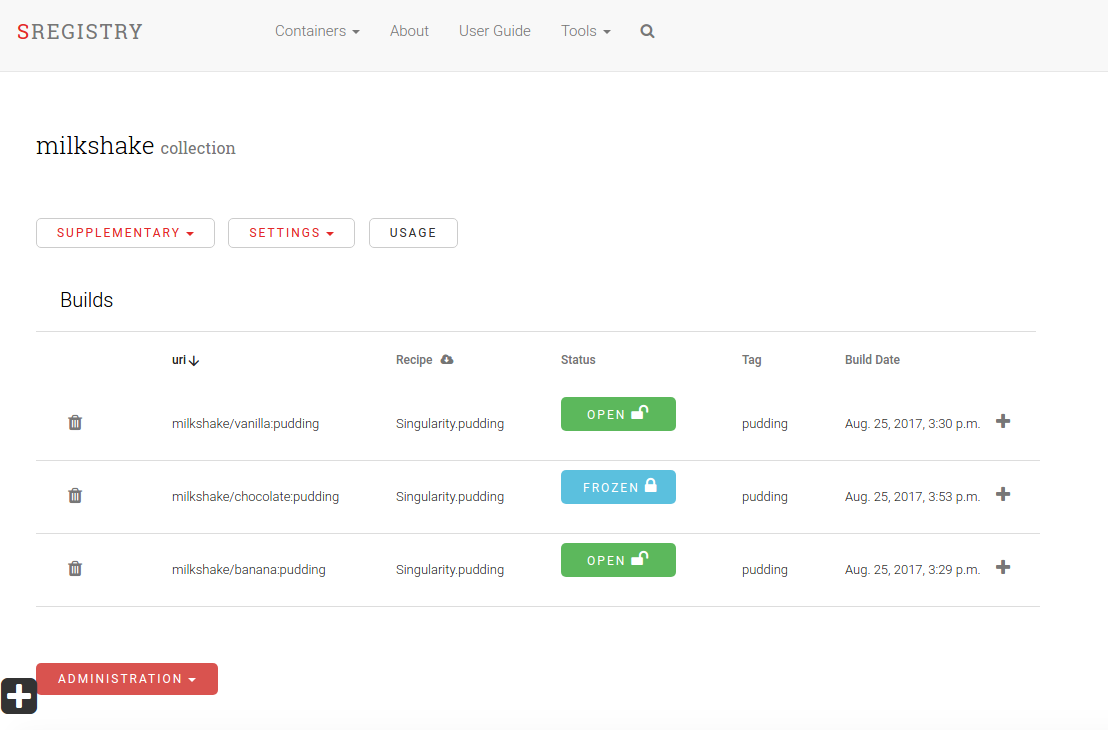 SREGISTRY Containers About User Guide Tools
milkshake collection
SUPPLEMENTARY SETTINGS USAGE
Builds
uri Recipe Status Tag Build Date
milkshake/vanilla:pudding Singularity.pudding OPEN pudding Aug. 25, 2017, 3:30 p.m.
milkshake/chocolate:pudding Singularity.pudding FROZEN pudding Aug. 25, 2017, 3:53 p.m.
milkshake/banana:pudding Singularity.pudding OPEN pudding Aug. 25, 2017, 3:29 p.m.
ADMINISTRATION